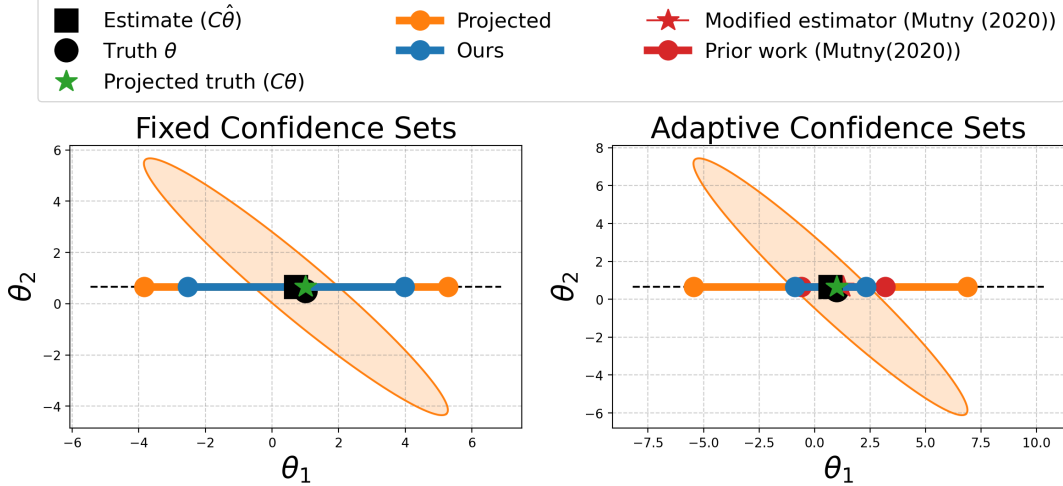 Estimate (Cθ̂)
Truth θ
Projected truth (Cθ)
Projected
Ours
Modified estimator (Mutny (2020))
Prior work (Mutny(2020))
Fixed Confidence Sets
6
4
2
0
−2
−4
θ₂
−6 −4 −2 0 2 4 6
θ₁
Adaptive Confidence Sets
8
6
4
2
0
−2
−4
−6
θ₂
−7.5 −5.0 −2.5 0.0 2.5 5.0 7.5 10.0
θ₁